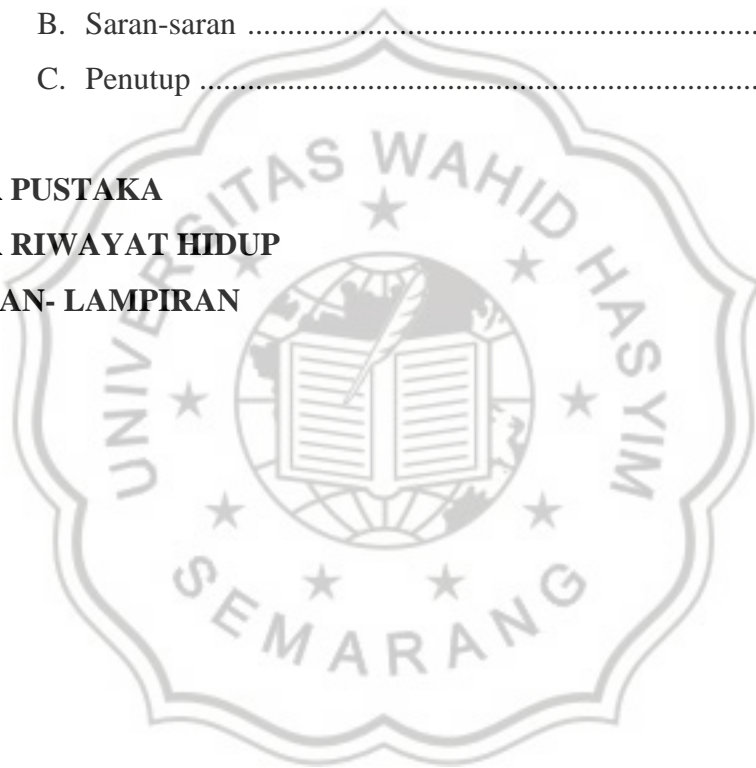 B. Saran-saran ..........................................................................
C. Penutup ................................................................................
PUSTAKA
RIWAYAT HIDUP
AN- LAMPIRAN
UNIVERSITAS WAHID HASYIM
SEMARANG